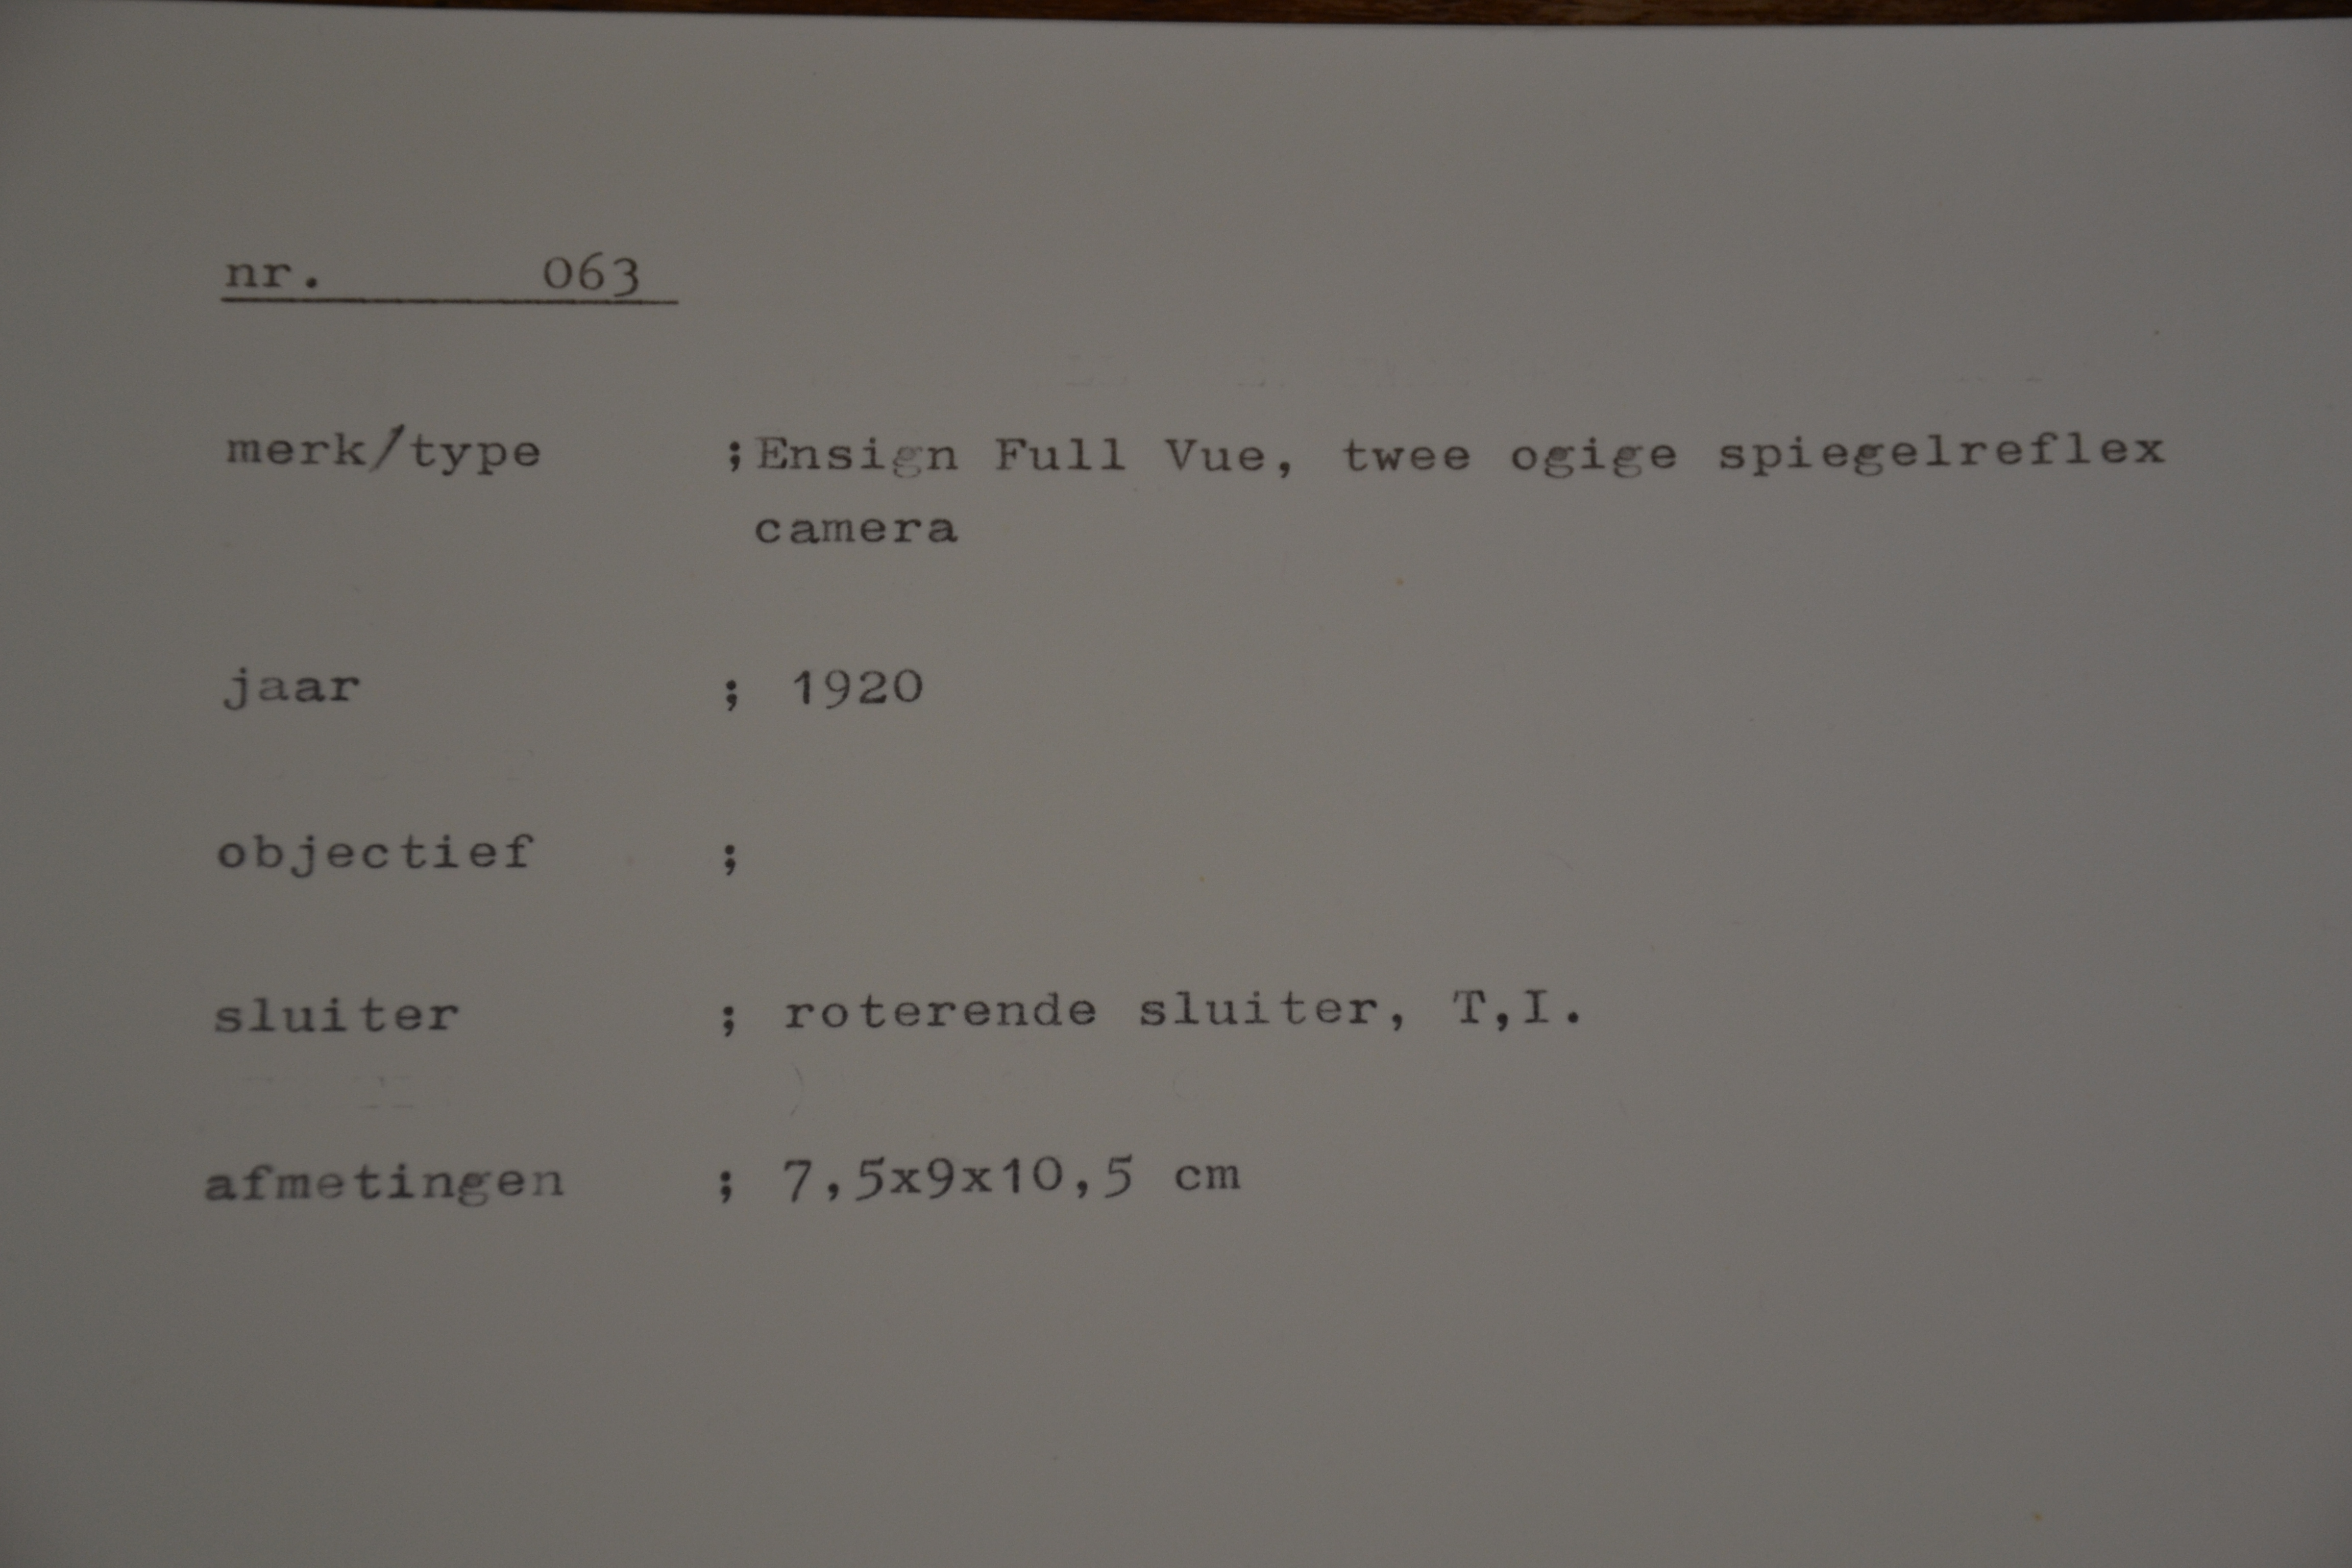 nr. 063
merk/type ;Ensign Full Vue, twee ogige spiegelreflex
camera
jaar ; 1920
objectief ;
sluiter ; roterende sluiter, T,I.
afmetingen ; 7,5x9x10,5 cm